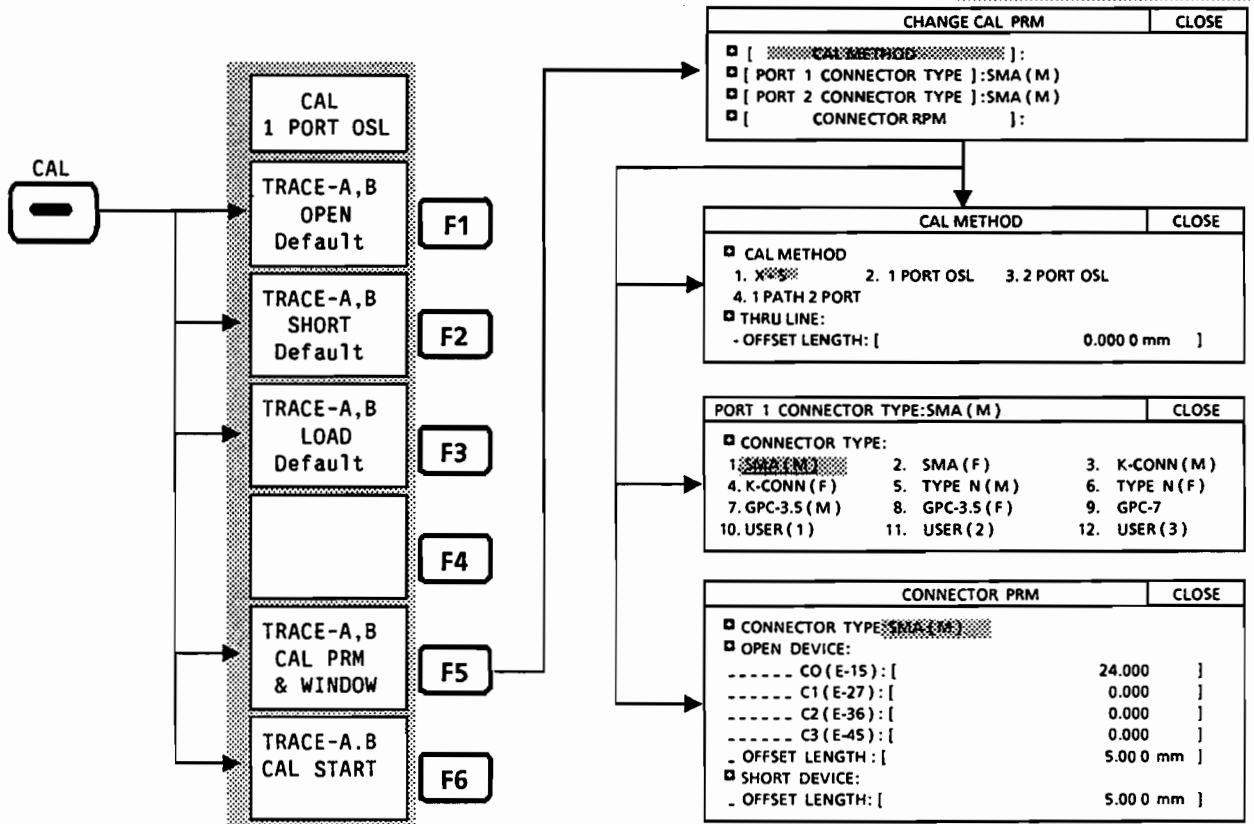 CAL
CAL
1 PORT OSL
TRACE-A,B
OPEN
Default
F1
TRACE-A,B
SHORT
Default
F2
TRACE-A,B
LOAD
Default
F3
F4
TRACE-A,B
CAL PRM
& WINDOW
F5
TRACE-A.B
CAL START
F6
CHANGE CAL PRM CLOSE
[ CAL METHOD ]:
[ PORT 1 CONNECTOR TYPE ]:SMA(M)
[ PORT 2 CONNECTOR TYPE ]:SMA(M)
[ CONNECTOR RPM ]:
CAL METHOD CLOSE
CAL METHOD
1. X-S 2. 1 PORT OSL 3. 2 PORT OSL
4. 1 PATH 2 PORT
THRU LINE:
- OFFSET LENGTH: [ 0.000 0 mm ]
PORT 1 CONNECTOR TYPE:SMA(M) CLOSE
CONNECTOR TYPE:
1. SMA(M) 2. SMA(F) 3. K-CONN(M)
4. K-CONN(F) 5. TYPE N(M) 6. TYPE N(F)
7. GPC-3.5(M) 8. GPC-3.5(F) 9. GPC-7
10. USER(1) 11. USER(2) 12. USER(3)
CONNECTOR PRM CLOSE
CONNECTOR TYPE:SMA(M)
OPEN DEVICE:
------ C0(E-15): [ 24.000 ]
------ C1(E-27): [ 0.000 ]
------ C2(E-36): [ 0.000 ]
------ C3(E-45): [ 0.000 ]
_ OFFSET LENGTH : [ 5.00 0 mm ]
SHORT DEVICE:
_ OFFSET LENGTH: [ 5.00 0 mm ]